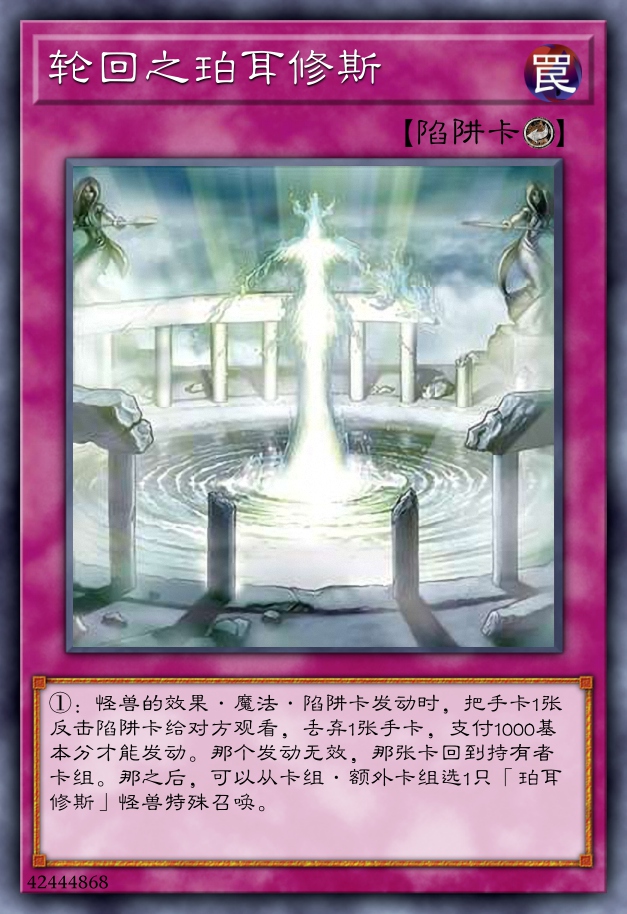 轮回之珀耳修斯
罠
【陷阱卡】
①：怪兽的效果·魔法·陷阱卡发动时，把手卡1张
反击陷阱卡给对方观看，丢弃1张手卡，支付1000基
本分才能发动。那个发动无效，那张卡回到持有者
卡组。那之后，可以从卡组·额外卡组选1只「珀耳
修斯」怪兽特殊召唤。
42444868